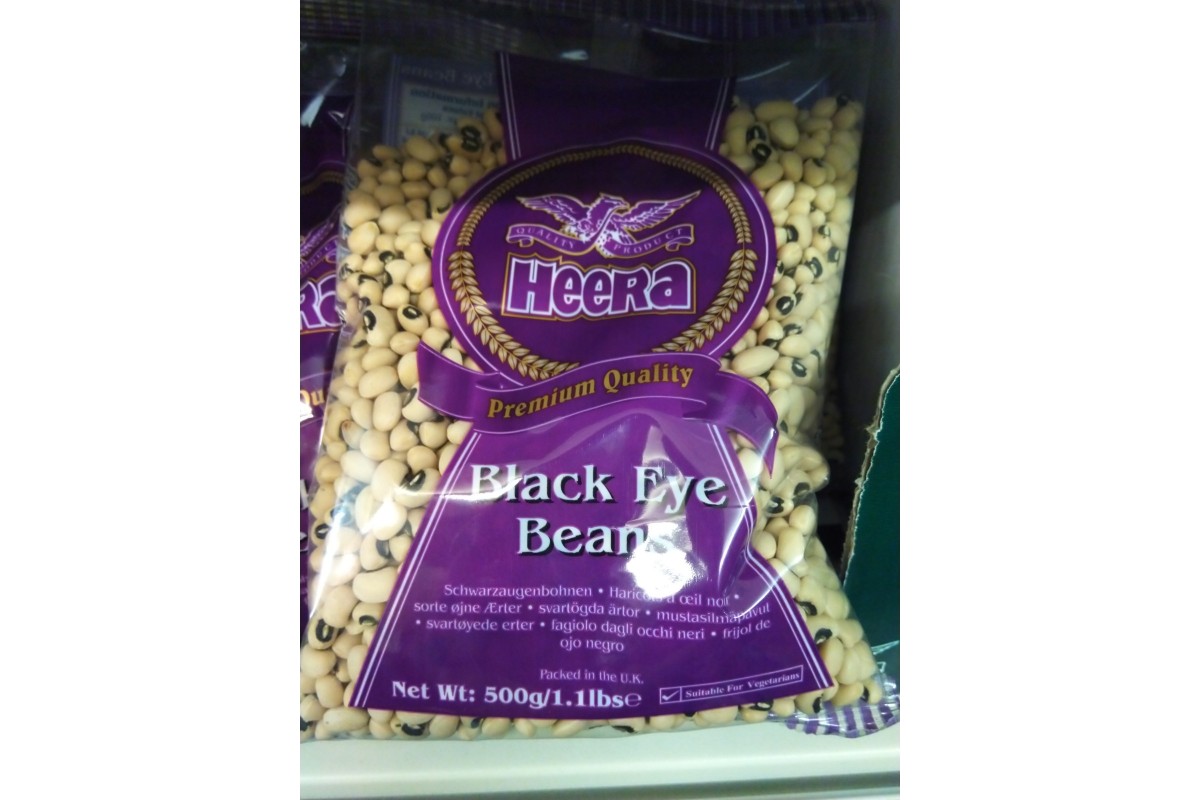 QUALITY PRODUCT
HeeRa
Premium Quality
Black Eye
Beans
Schwarzaugenbohnen • Haricots à œil noir •
sorte øjne Ærter • svartögda ärtor • mustasilmäpavut
• svartøyede erter • fagiolo dagli occhi neri • frijol de
ojo negro
Packed in the U.K.
Net Wt: 500g/1.1lbs℮
Suitable For Vegetarians